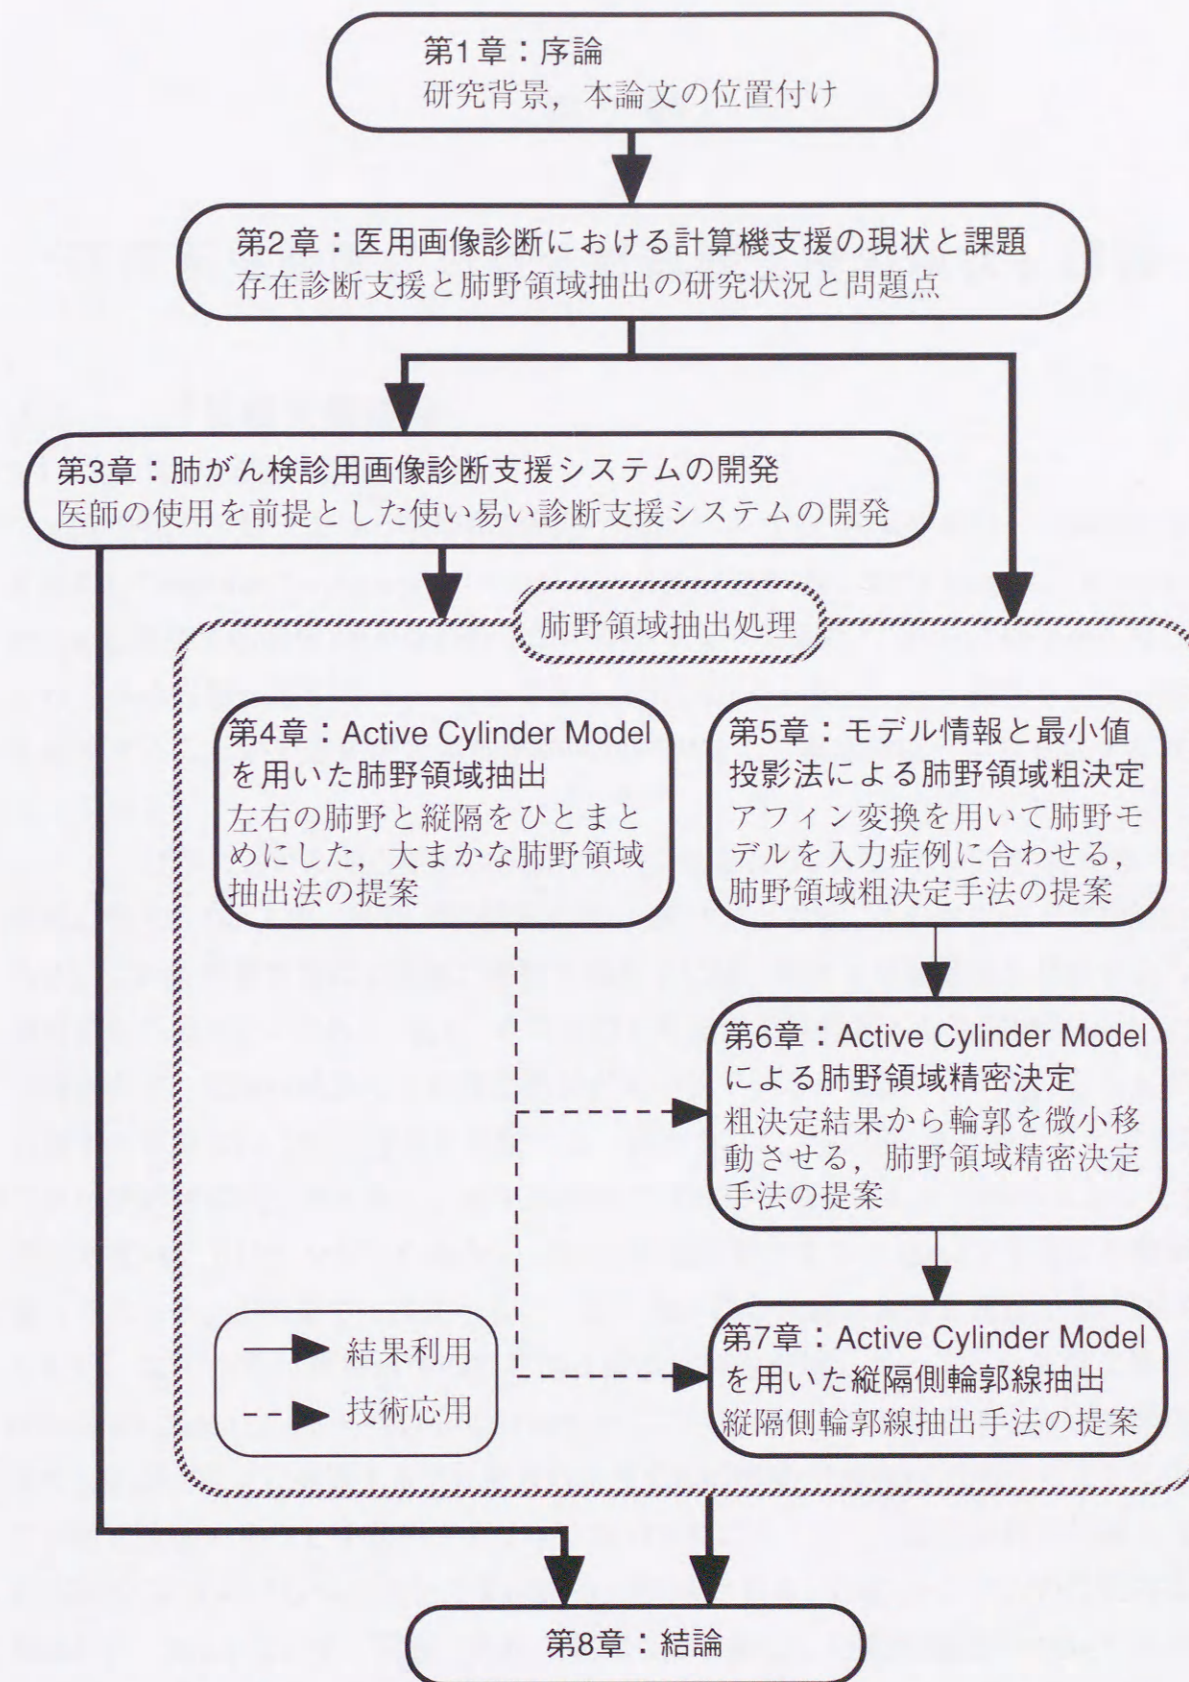 第1章：序論
研究背景，本論文の位置付け
第2章：医用画像診断における計算機支援の現状と課題
存在診断支援と肺野領域抽出の研究状況と問題点
第3章：肺がん検診用画像診断支援システムの開発
医師の使用を前提とした使い易い診断支援システムの開発
肺野領域抽出処理
第4章：Active Cylinder Model
を用いた肺野領域抽出
左右の肺野と縦隔をひとまと
めにした，大まかな肺野領域
抽出法の提案
第5章：モデル情報と最小値
投影法による肺野領域粗決定
アフィン変換を用いて肺野モ
デルを入力症例に合わせる，
肺野領域粗決定手法の提案
第6章：Active Cylinder Model
による肺野領域精密決定
粗決定結果から輪郭を微小移
動させる，肺野領域精密決定
手法の提案
第7章：Active Cylinder Model
を用いた縦隔側輪郭線抽出
縦隔側輪郭線抽出手法の提案
結果利用
技術応用
第8章：結論